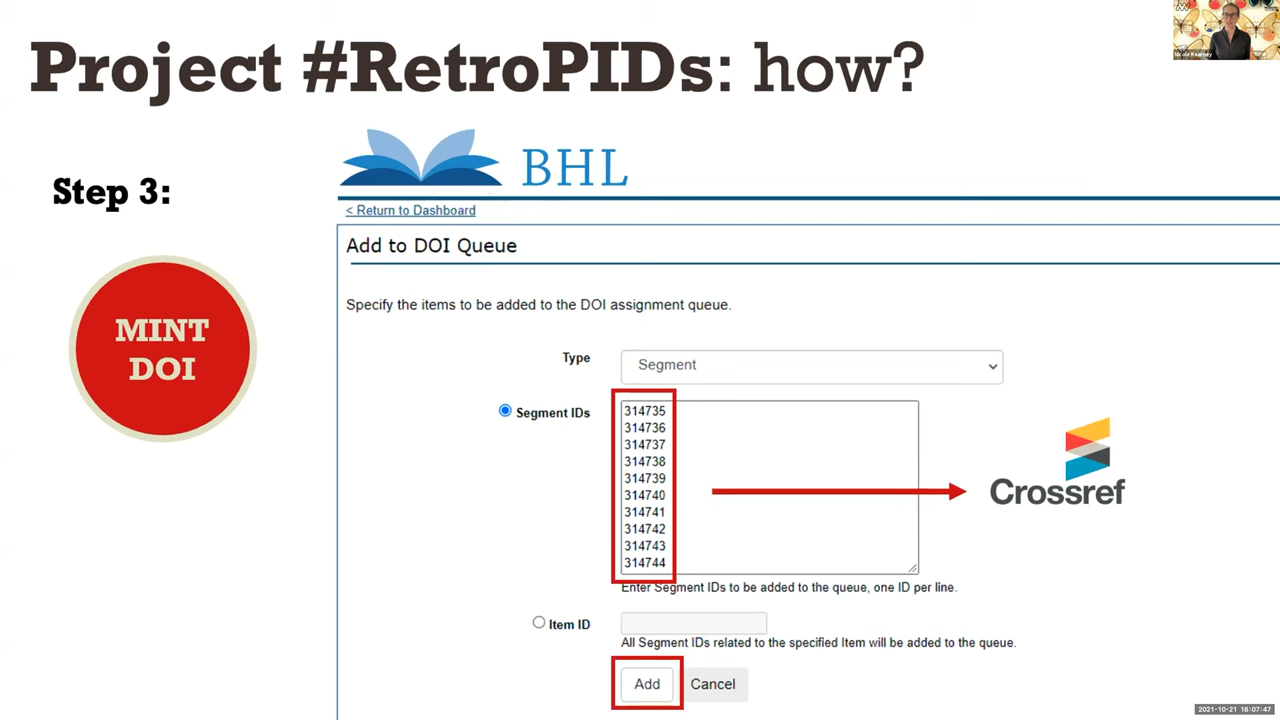 Project #RetroPIDs: how?
Nicole Kearney
Step 3:
MINT
DOI
BHL
< Return to Dashboard
Add to DOI Queue
Specify the items to be added to the DOI assignment queue.
Type
Segment
Segment IDs
314735
314736
314737
314738
314739
314740
314741
314742
314743
314744
Crossref
Enter Segment IDs to be added to the queue, one ID per line.
Item ID
All Segment IDs related to the specified Item will be added to the queue.
Add
Cancel
2021-10-21 18:07:47